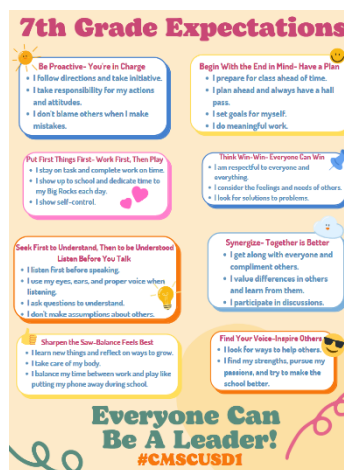 7th Grade Expectations
Be Proactive- You're in Charge
I follow directions and take initiative.
I take responsibility for my actions
and attitudes.
I don't blame others when I make
mistakes.
Begin With the End in Mind- Have a Plan
I prepare for class ahead of time.
I plan ahead and always have a hall
pass.
I set goals for myself.
I do meaningful work.
Put First Things First- Work First, Then Play
I stay on task and complete work on time.
I show up to school and dedicate time to
my Big Rocks each day.
I show self-control.
Think Win-Win- Everyone Can Win
I am respectful to everyone and
everything.
I consider the feelings and needs of others.
I look for solutions to problems.
Seek First to Understand, Then to be Understood
Listen Before You Talk
I listen first before speaking.
I use my eyes, ears, and proper voice when
listening.
I ask questions to understand.
I don't make assumptions about others.
Synergize- Together is Better
I get along with everyone and
compliment others.
I value differences in others
and learn from them.
I participate in discussions.
Sharpen the Saw-Balance Feels Best
I learn new things and reflect on ways to grow.
I take care of my body.
I balance my time between work and play like
putting my phone away during school.
Find Your Voice-Inspire Others
I look for ways to help others.
I find my strengths, pursue my
passions, and try to make the
school better.
Everyone Can
Be A Leader!
#CMSCUSD1